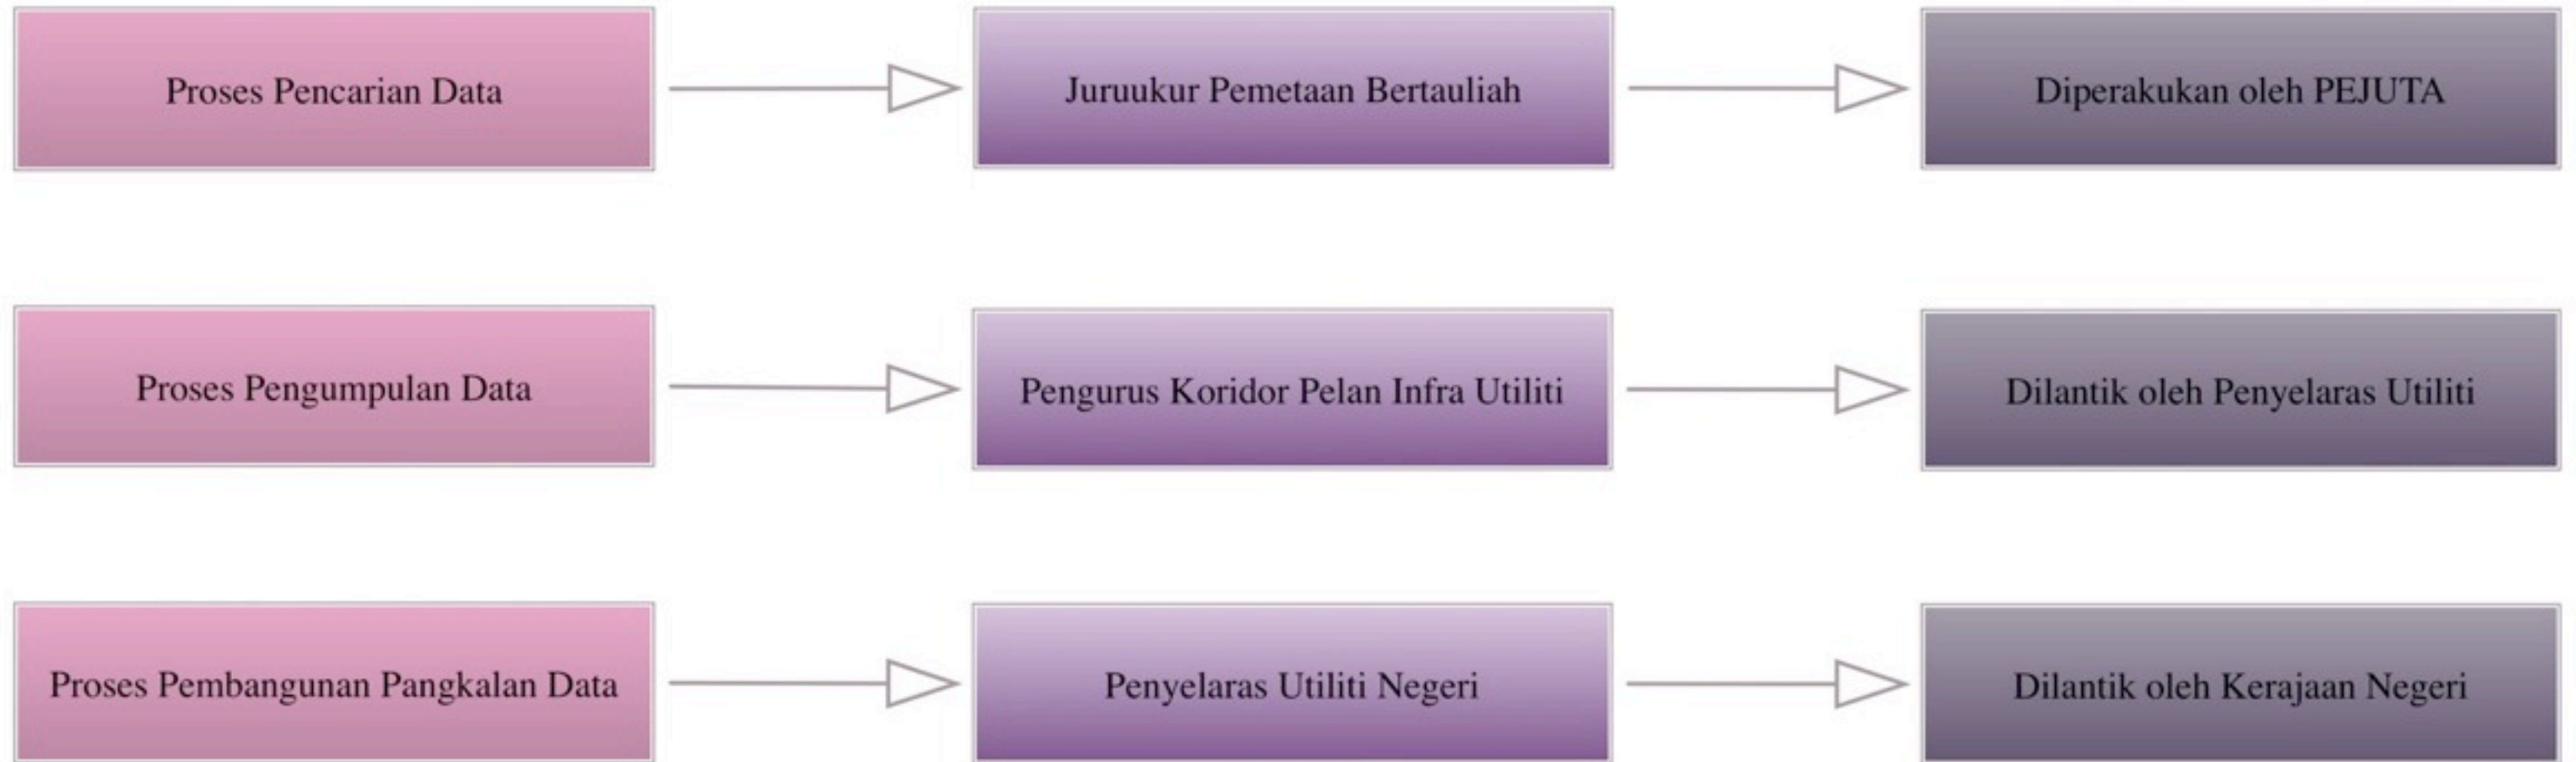 Proses Pencarian Data
Juruukur Pemetaan Bertauliah
Diperakukan oleh PEJUTA
Proses Pengumpulan Data
Pengurus Koridor Pelan Infra Utiliti
Dilantik oleh Penyelaras Utiliti
Proses Pembangunan Pangkalan Data
Penyelaras Utiliti Negeri
Dilantik oleh Kerajaan Negeri